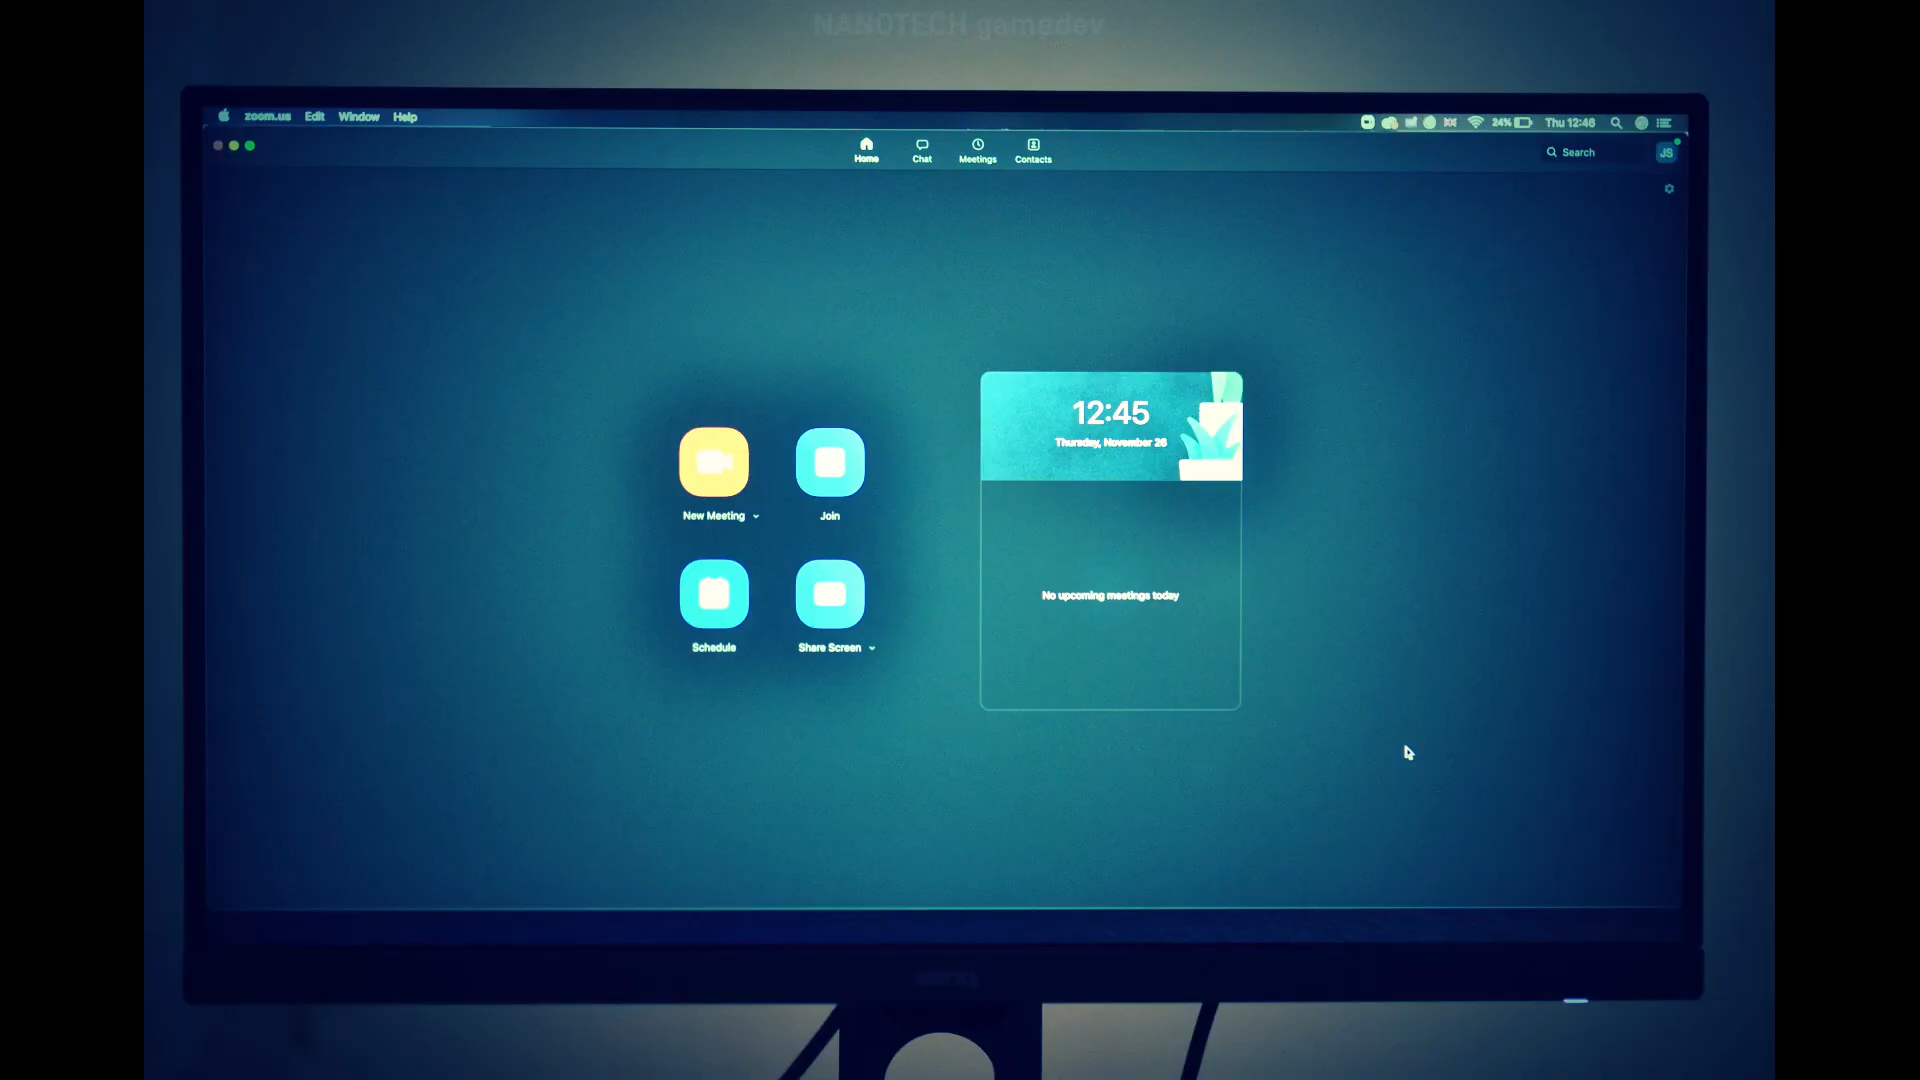 NANOTECH gamedev
zoom.us Edit Window Help
24% Thu 12:46
Home Chat Meetings Contacts
Search JS
12:45
Thursday, November 26
New Meeting Join
No upcoming meetings today
Schedule Share Screen